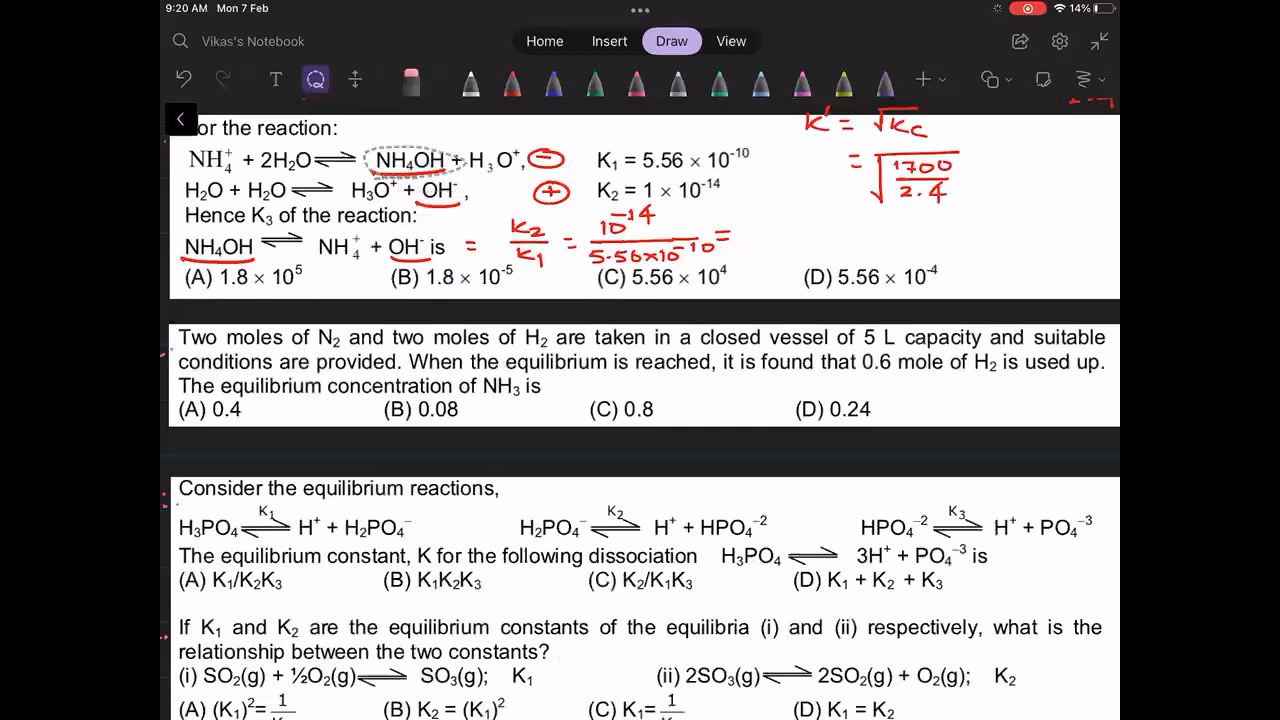 9:20 AM Mon 7 Feb
14%
Vikas's Notebook
Home Insert Draw View
or the reaction:
NH₄⁺ + 2H₂O ⇌ NH₄OH + H₃O⁺, − K₁ = 5.56 × 10⁻¹⁰
H₂O + H₂O ⇌ H₃O⁺ + OH⁻, + K₂ = 1 × 10⁻¹⁴
Hence K₃ of the reaction:
NH₄OH ⇌ NH₄⁺ + OH⁻ is = K₂/K₁ = 10⁻¹⁴/5.56×10⁻¹⁰ =
(A) 1.8 × 10⁵ (B) 1.8 × 10⁻⁵ (C) 5.56 × 10⁴ (D) 5.56 × 10⁻⁴
K' = √Kc
= √1700/2.4
Two moles of N₂ and two moles of H₂ are taken in a closed vessel of 5 L capacity and suitable
conditions are provided. When the equilibrium is reached, it is found that 0.6 mole of H₂ is used up.
The equilibrium concentration of NH₃ is
(A) 0.4 (B) 0.08 (C) 0.8 (D) 0.24
Consider the equilibrium reactions,
H₃PO₄ ⇌ K₁ H⁺ + H₂PO₄⁻ H₂PO₄⁻ ⇌ K₂ H⁺ + HPO₄⁻² HPO₄⁻² ⇌ K₃ H⁺ + PO₄⁻³
The equilibrium constant, K for the following dissociation H₃PO₄ ⇌ 3H⁺ + PO₄⁻³ is
(A) K₁/K₂K₃ (B) K₁K₂K₃ (C) K₂/K₁K₃ (D) K₁ + K₂ + K₃
If K₁ and K₂ are the equilibrium constants of the equilibria (i) and (ii) respectively, what is the
relationship between the two constants?
(i) SO₂(g) + ½O₂(g) ⇌ SO₃(g); K₁ (ii) 2SO₃(g) ⇌ 2SO₂(g) + O₂(g); K₂
(A) (K₁)² = 1 (B) K₂ = (K₁)² (C) K₁ = 1 (D) K₁ = K₂